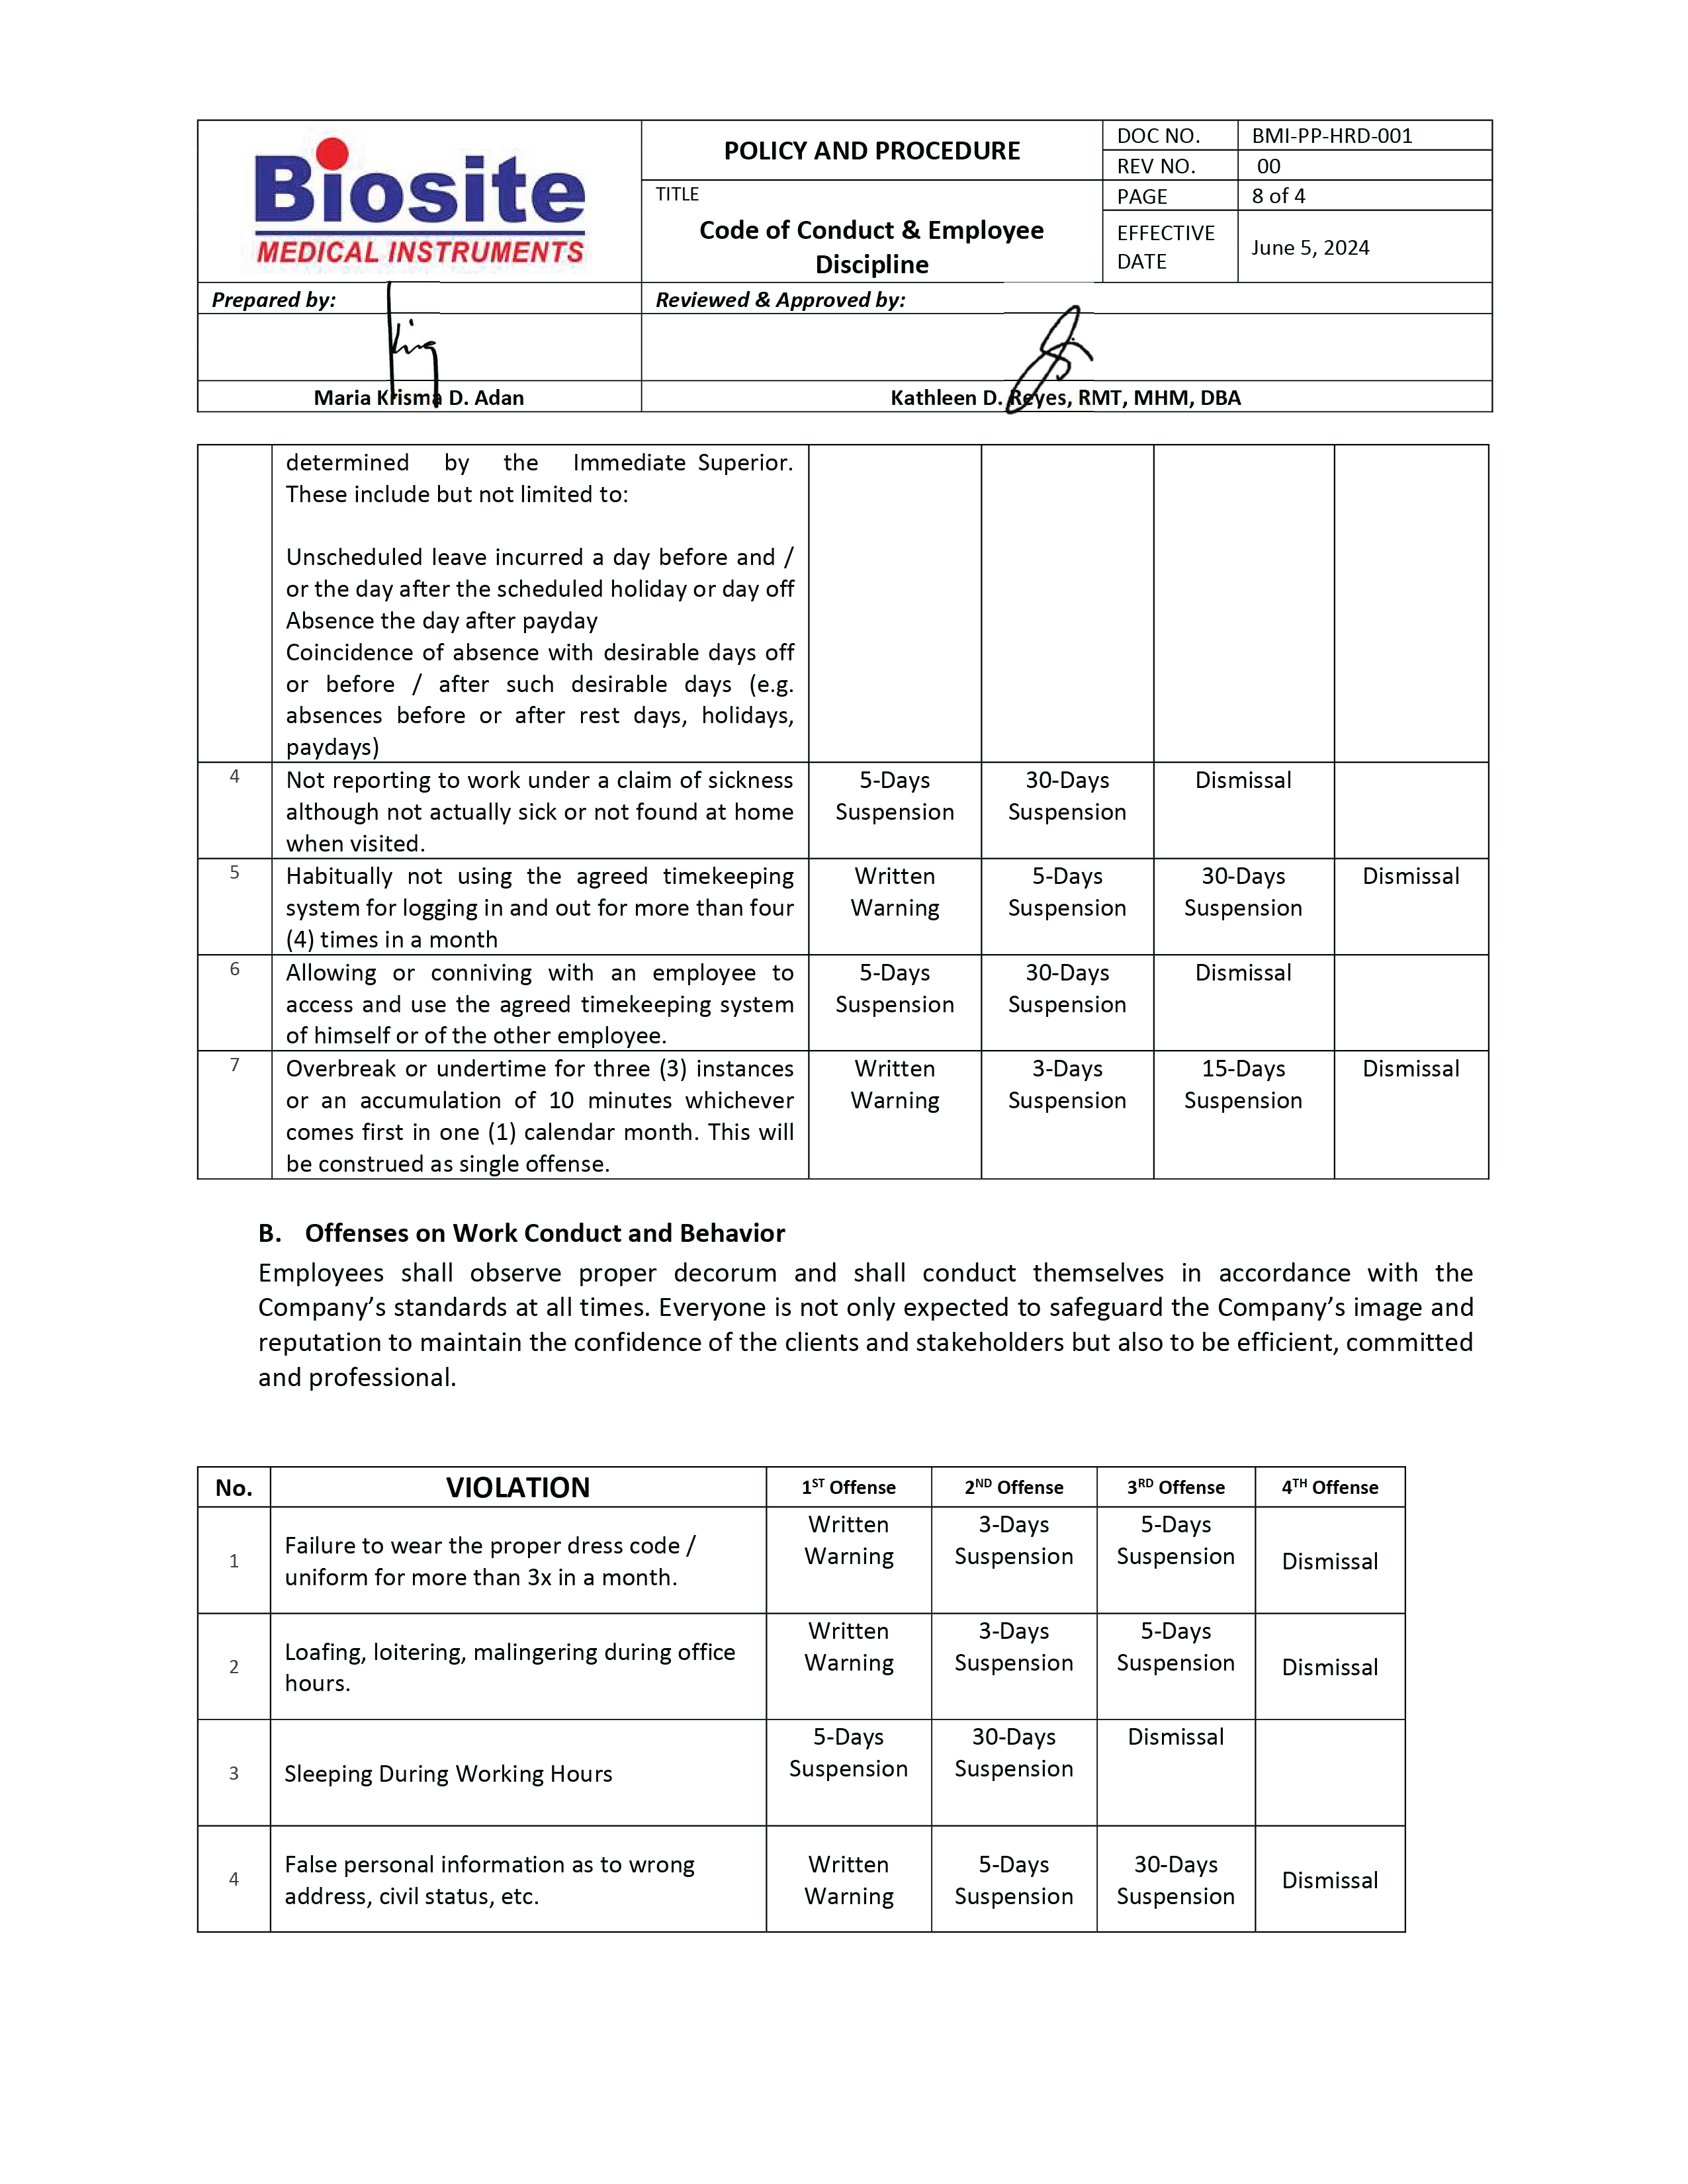 Biosite
MEDICAL INSTRUMENTS
POLICY AND PROCEDURE
DOC NO. BMI-PP-HRD-001
REV NO. 00
TITLE
Code of Conduct & Employee
Discipline
PAGE 8 of 4
EFFECTIVE
DATE
June 5, 2024
Prepared by: Reviewed & Approved by:
Maria Krisma D. Adan Kathleen D. Reyes, RMT, MHM, DBA
determined by the Immediate Superior.
These include but not limited to:
Unscheduled leave incurred a day before and /
or the day after the scheduled holiday or day off
Absence the day after payday
Coincidence of absence with desirable days off
or before / after such desirable days (e.g.
absences before or after rest days, holidays,
paydays)
4 Not reporting to work under a claim of sickness 5-Days 30-Days Dismissal
although not actually sick or not found at home Suspension Suspension
when visited.
5 Habitually not using the agreed timekeeping Written 5-Days 30-Days Dismissal
system for logging in and out for more than four Warning Suspension Suspension
(4) times in a month
6 Allowing or conniving with an employee to 5-Days 30-Days Dismissal
access and use the agreed timekeeping system Suspension Suspension
of himself or of the other employee.
7 Overbreak or undertime for three (3) instances Written 3-Days 15-Days Dismissal
or an accumulation of 10 minutes whichever Warning Suspension Suspension
comes first in one (1) calendar month. This will
be construed as single offense.
B. Offenses on Work Conduct and Behavior
Employees shall observe proper decorum and shall conduct themselves in accordance with the
Company's standards at all times. Everyone is not only expected to safeguard the Company's image and
reputation to maintain the confidence of the clients and stakeholders but also to be efficient, committed
and professional.
No. VIOLATION 1ST Offense 2ND Offense 3RD Offense 4TH Offense
1 Failure to wear the proper dress code / Written 3-Days 5-Days Dismissal
uniform for more than 3x in a month. Warning Suspension Suspension
2 Loafing, loitering, malingering during office Written 3-Days 5-Days Dismissal
hours. Warning Suspension Suspension
3 Sleeping During Working Hours 5-Days 30-Days Dismissal
Suspension Suspension
4 False personal information as to wrong Written 5-Days 30-Days Dismissal
address, civil status, etc. Warning Suspension Suspension